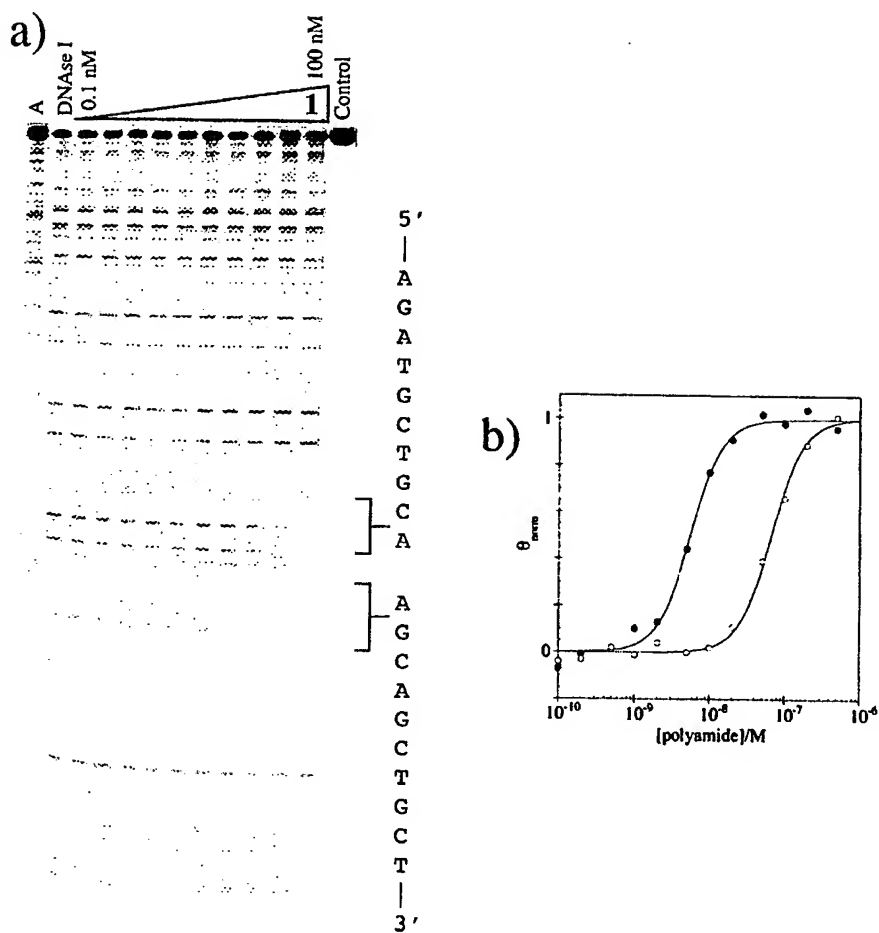 a)
A
DNAse I
0.1 nM
100 nM
Control
1
5'
A
G
A
T
G
C
T
G
C
A
A
G
C
A
G
C
T
G
C
T
3'
b)
1
θnorm
0
10-10
10-9
10-8
10-7
10-6
[polyamide]/M